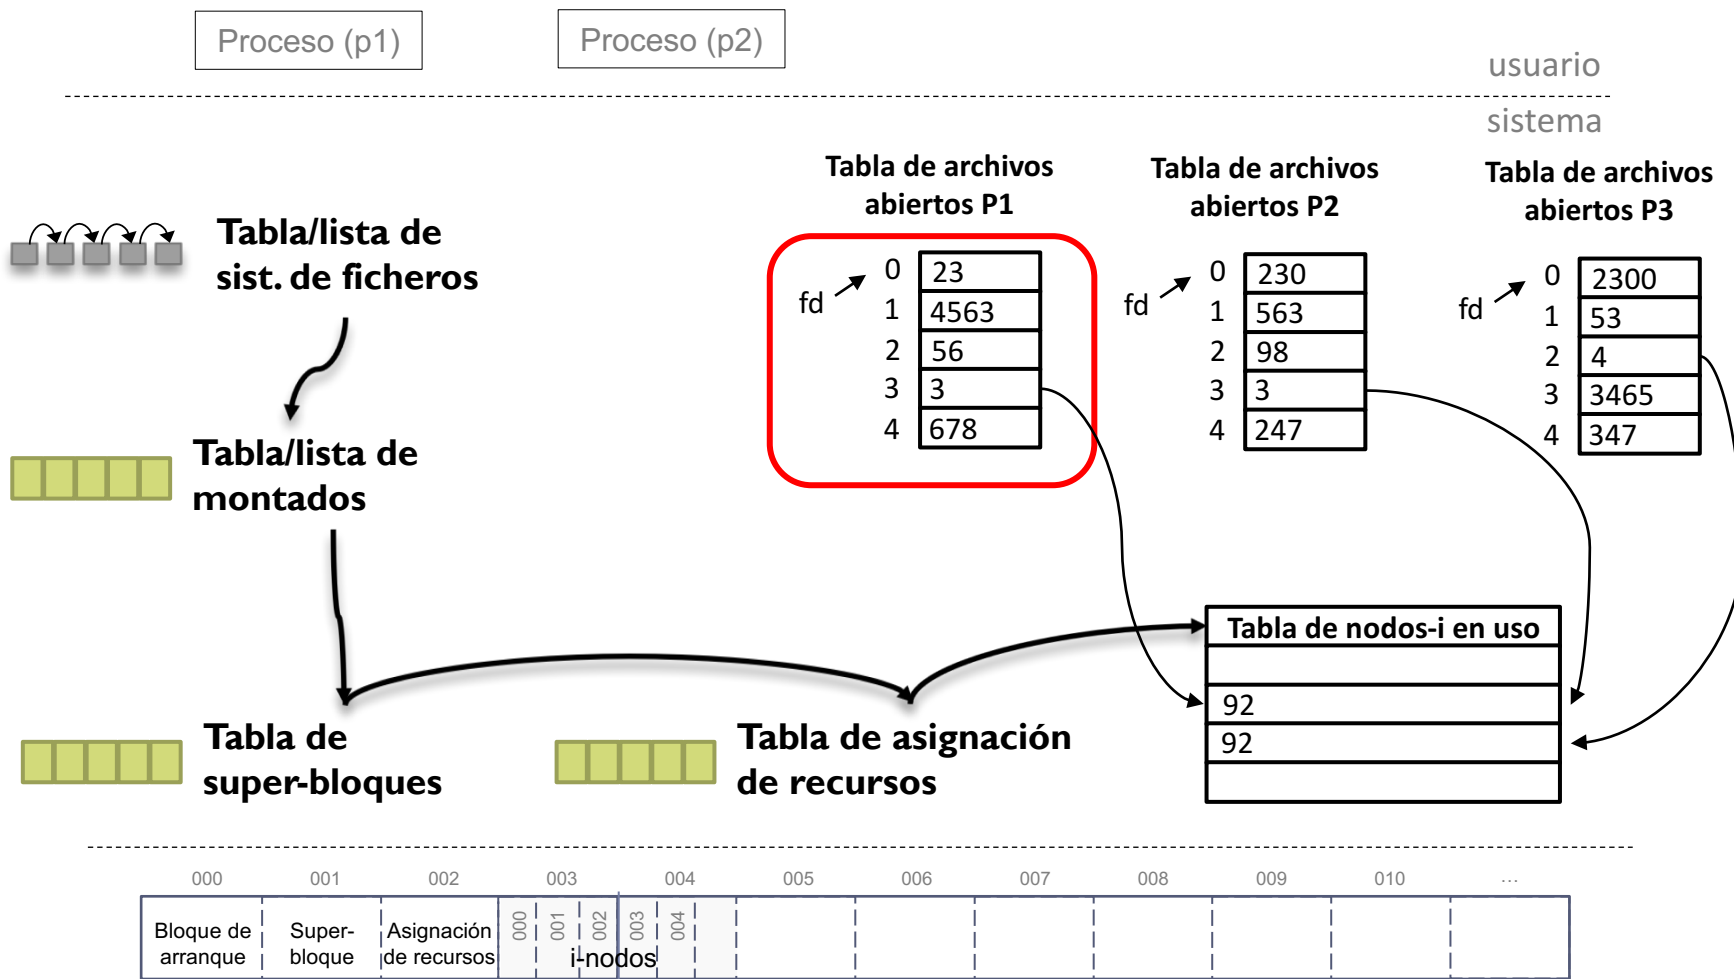 Proceso (p1)
Proceso (p2)
usuario
sistema
Tabla de archivos
abiertos P1
Tabla de archivos
abiertos P2
Tabla de archivos
abiertos P3
Tabla/lista de
sist. de ficheros
fd
0 23
1 4563
2 56
3 3
4 678
fd
0 230
1 563
2 98
3 3
4 247
fd
0 2300
1 53
2 4
3 3465
4 347
Tabla/lista de
montados
Tabla de nodos-i en uso
92
92
Tabla de
super-bloques
Tabla de asignación
de recursos
000 001 002 003 004 005 006 007 008 009 010 ...
Bloque de
arranque
Super-
bloque
Asignación
de recursos
000 001 002 003 004
i-nodos